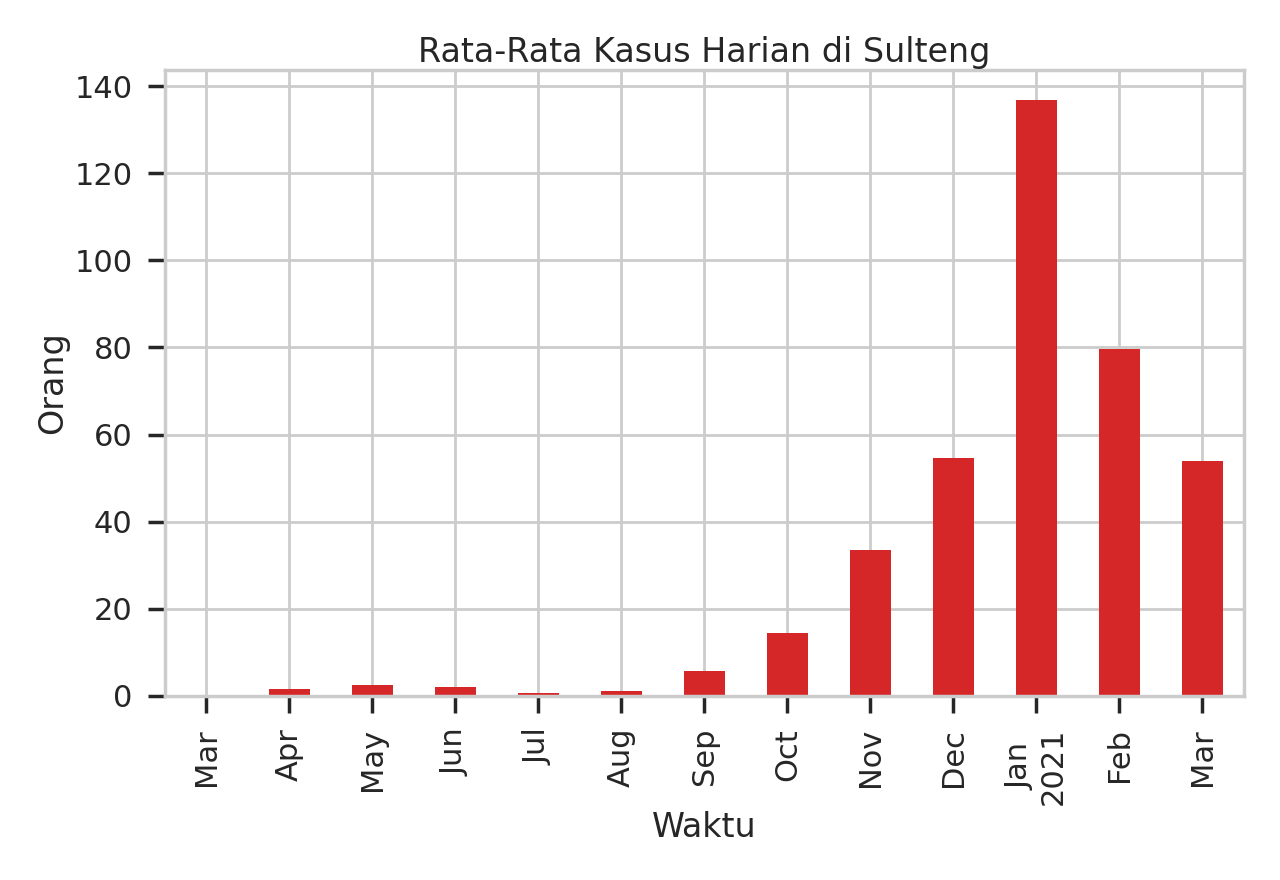 Rata-Rata Kasus Harian di Sulteng
140
120
100
80
60
40
20
0
Orang
Mar
Apr
May
Jun
Jul
Aug
Sep
Oct
Nov
Dec
Jan
2021
Feb
Mar
Waktu